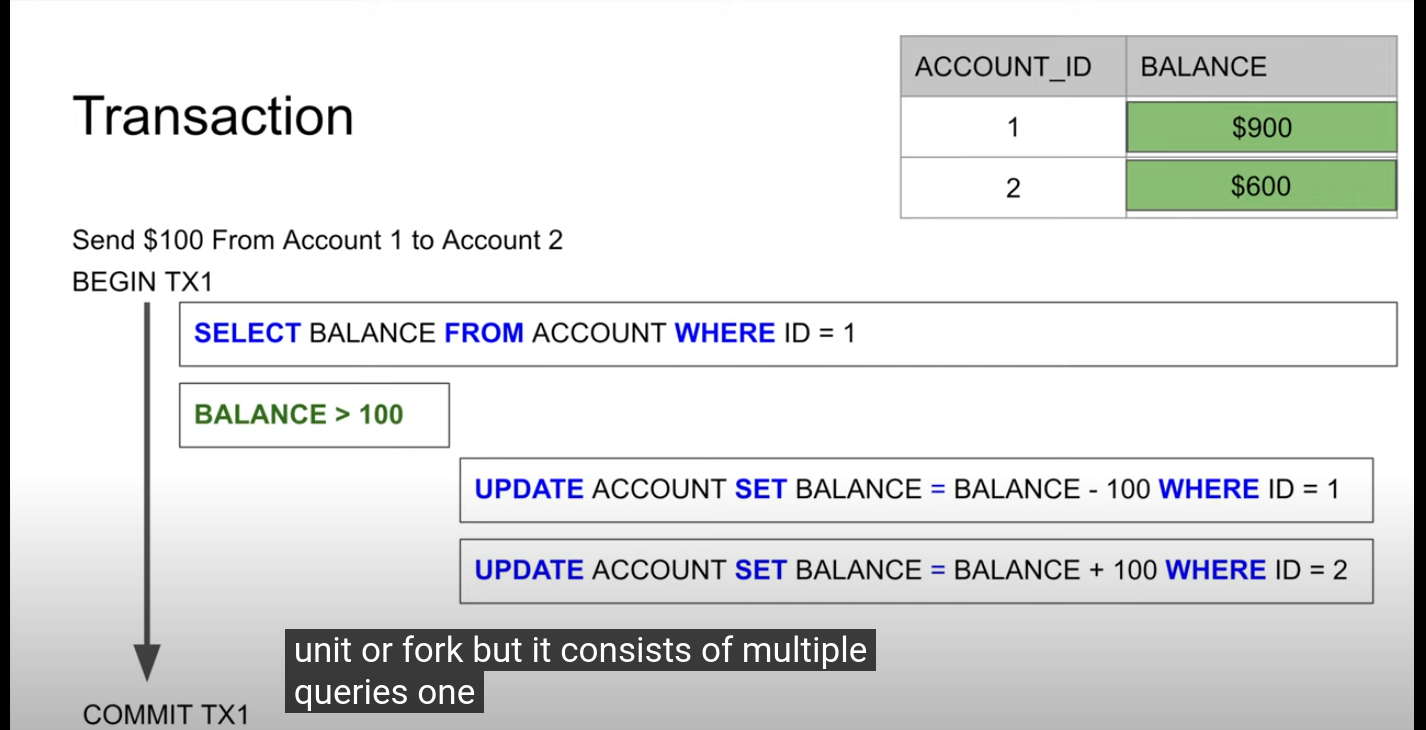 Transaction
ACCOUNT_ID BALANCE
1 $900
2 $600
Send $100 From Account 1 to Account 2
BEGIN TX1
SELECT BALANCE FROM ACCOUNT WHERE ID = 1
BALANCE > 100
UPDATE ACCOUNT SET BALANCE = BALANCE - 100 WHERE ID = 1
UPDATE ACCOUNT SET BALANCE = BALANCE + 100 WHERE ID = 2
unit or fork but it consists of multiple
queries one
COMMIT TX1